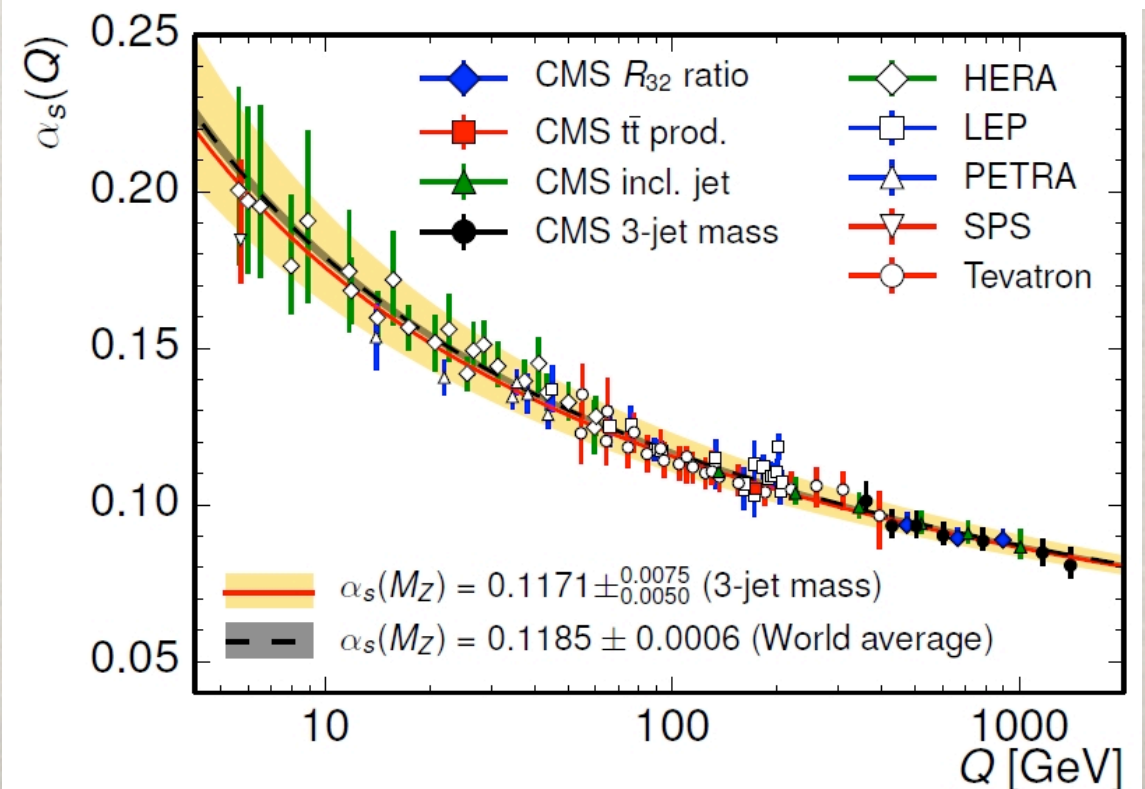 0.25
0.20
0.15
0.10
0.05
αs(Q)
CMS R32 ratio
CMS tt̄ prod.
CMS incl. jet
CMS 3-jet mass
HERA
LEP
PETRA
SPS
Tevatron
αs(MZ) = 0.1171±0.0075 0.0050 (3-jet mass)
αs(MZ) = 0.1185 ± 0.0006 (World average)
10 100 1000
Q [GeV]